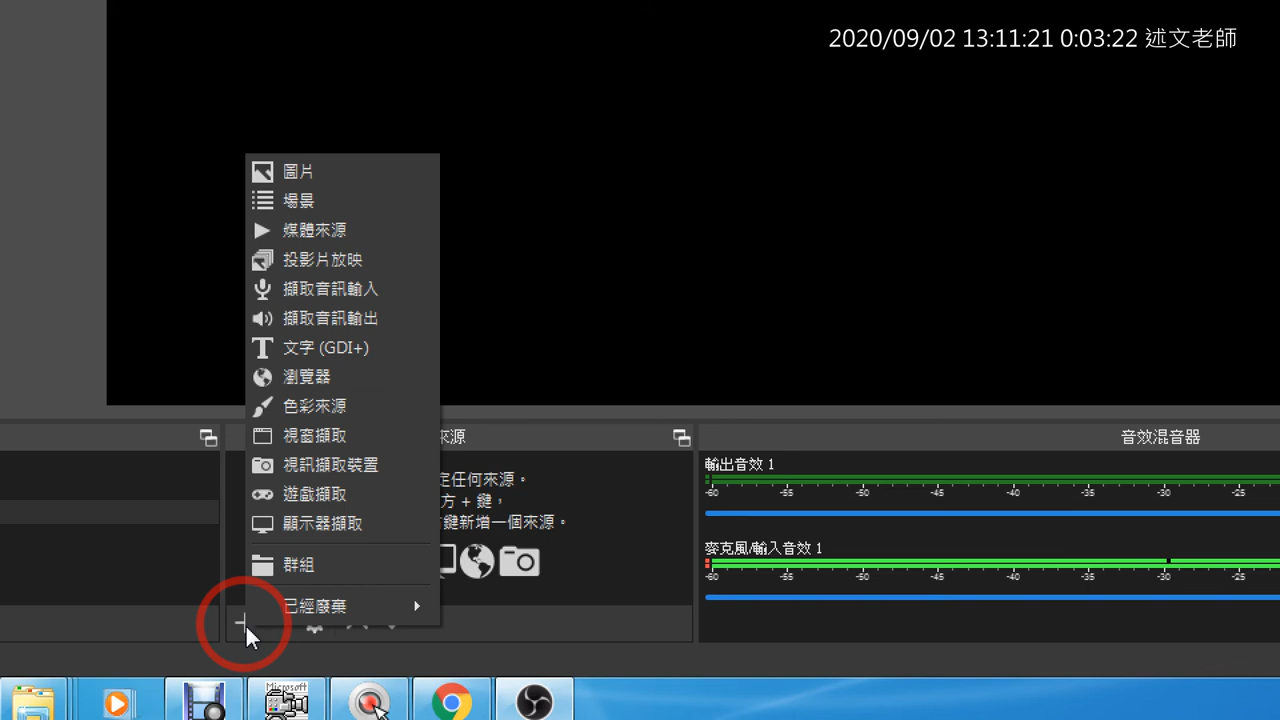 2020/09/02 13:11:21 0:03:22 述文老師
圖片
場景
媒體來源
投影片放映
擷取音訊輸入
擷取音訊輸出
文字 (GDI+)
瀏覽器
色彩來源
視窗擷取
視訊擷取裝置
遊戲擷取
顯示器擷取
群組
已經廢棄
來源
定任何來源。
方 + 鍵，
鍵新增一個來源。
音效混音器
輸出音效 1
-60 -55 -50 -45 -40 -35 -30 -25
麥克風/輸入音效 1
-60 -55 -50 -45 -40 -35 -30 -25
Microsoft